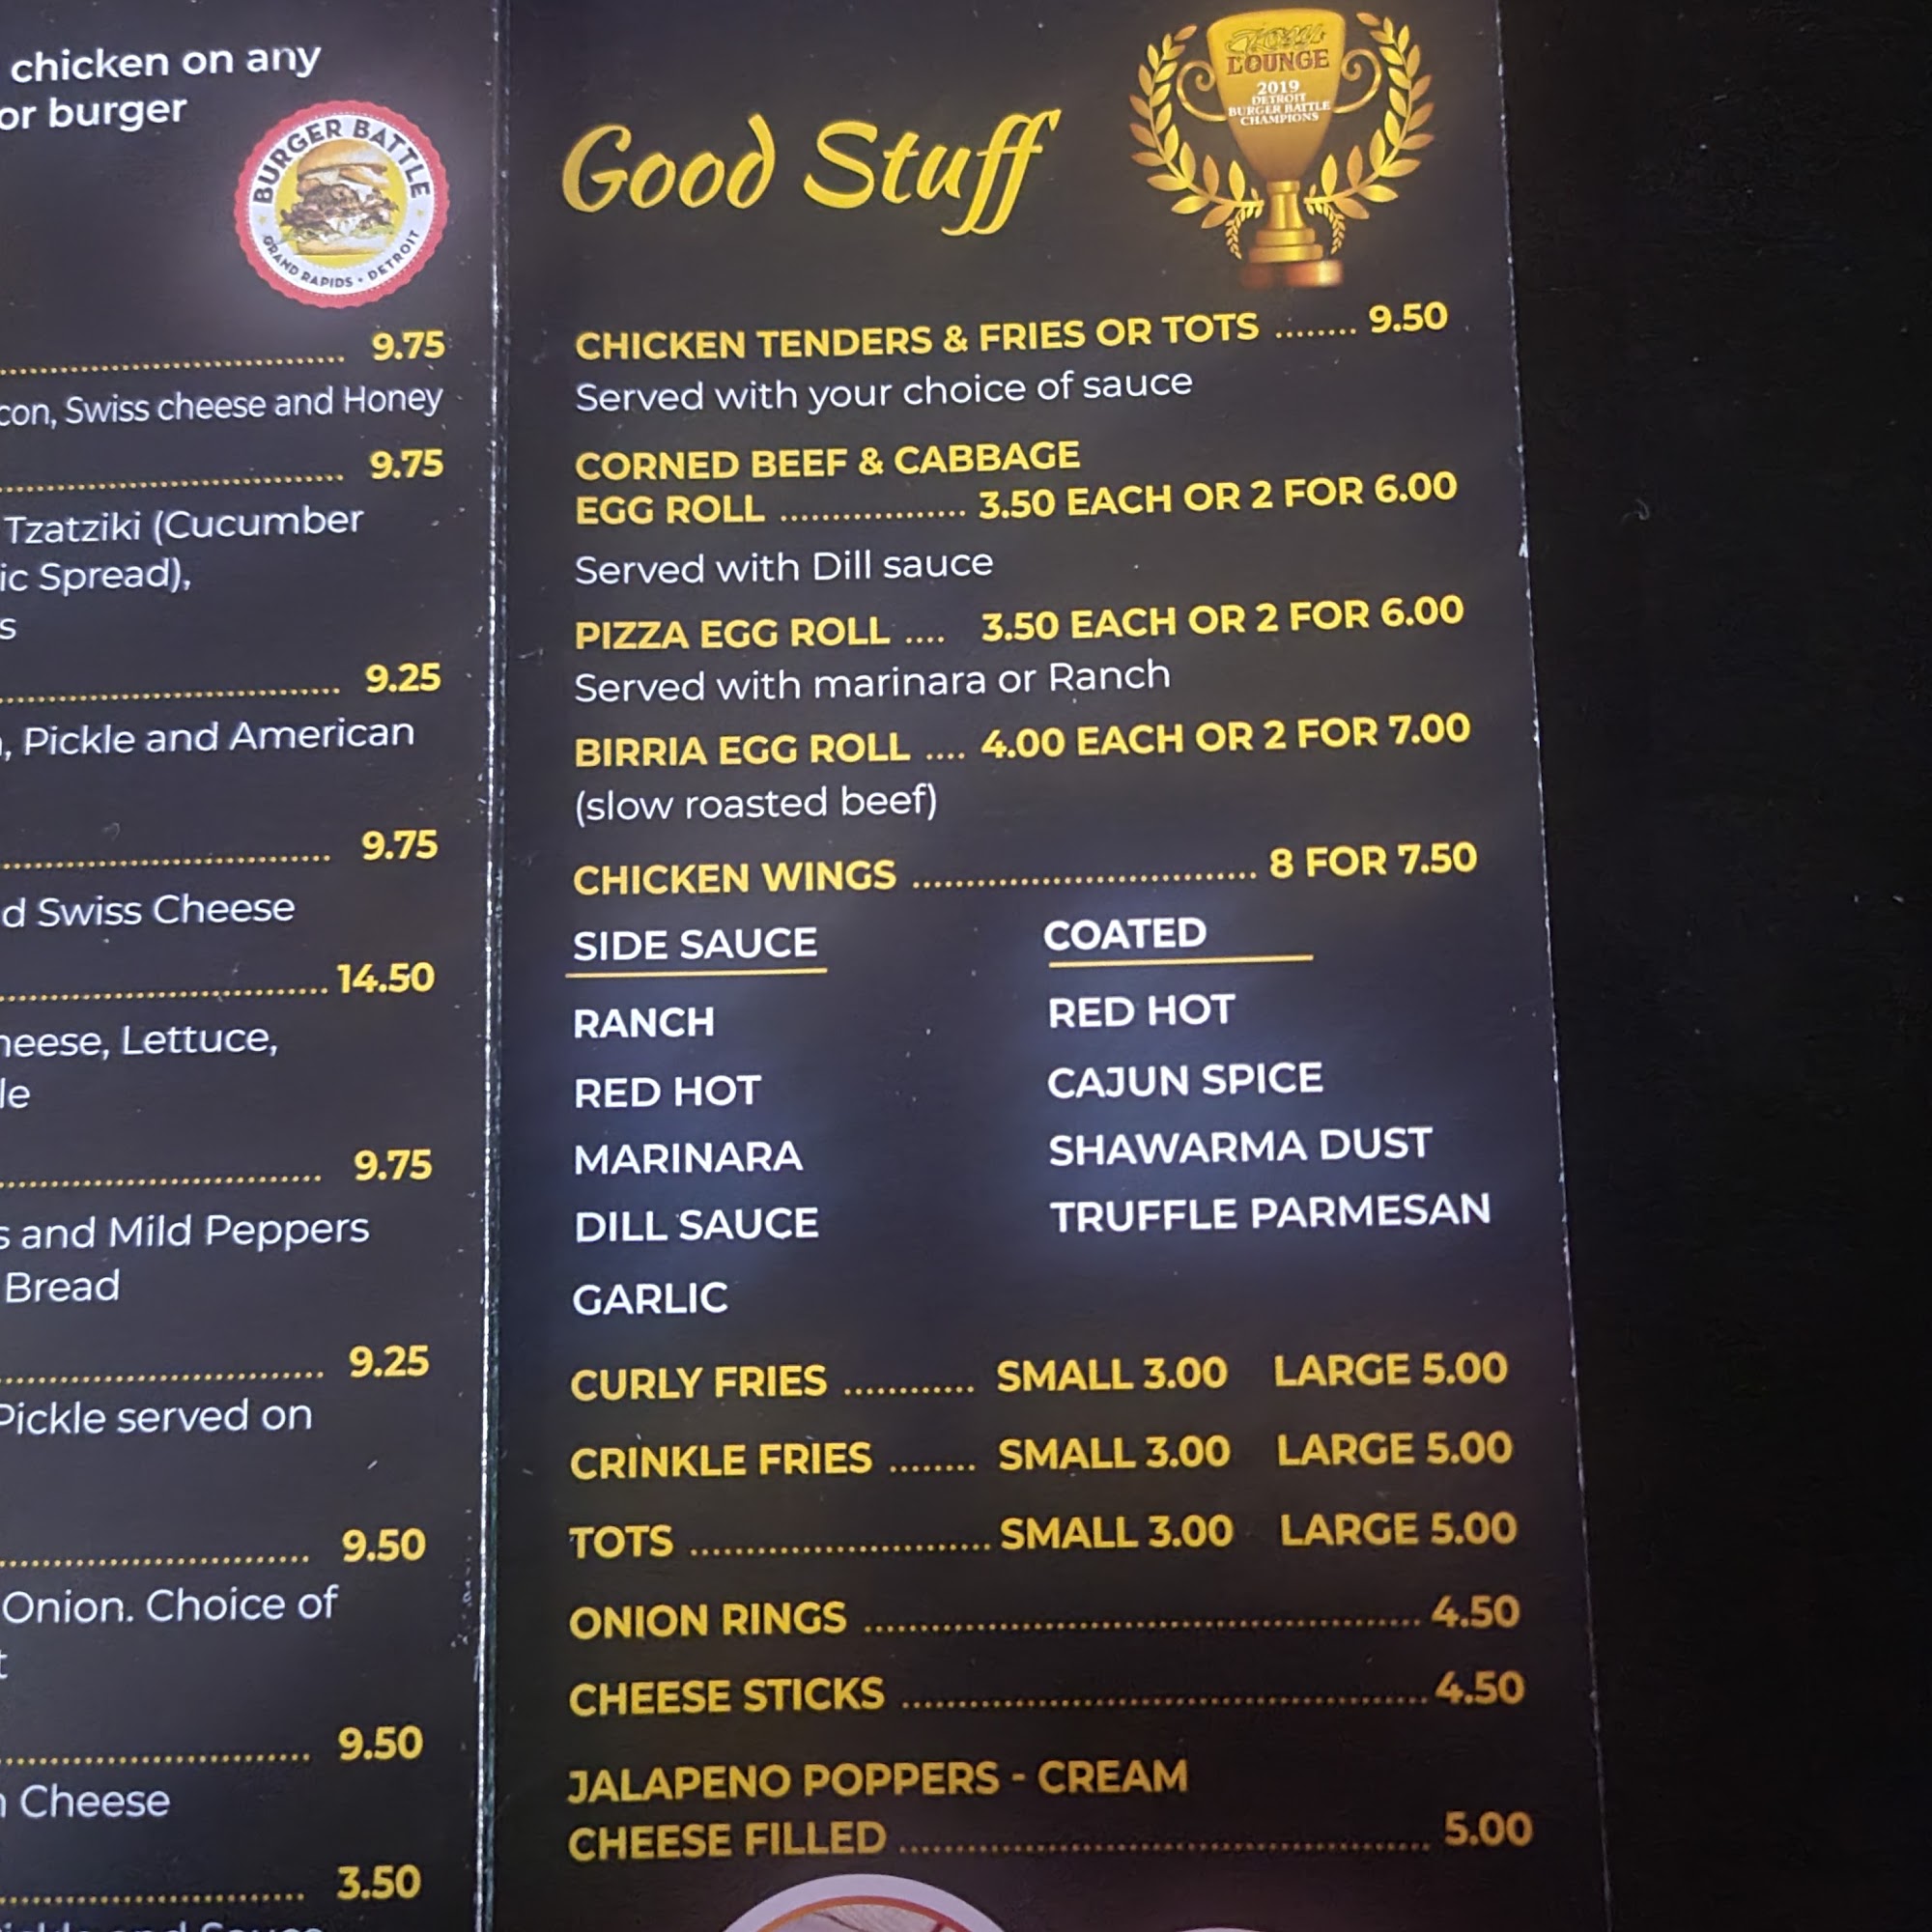 chicken on any
or burger
BURGER BATTLE
GRAND RAPIDS • DETROIT
9.75
Swiss cheese and Honey
9.75
Tzatziki (Cucumber
Spread),
9.25
, Pickle and American
9.75
Swiss Cheese
14.50
Lettuce,
9.75
and Mild Peppers
Bread
9.25
Pickle served on
9.50
Onion. Choice of
9.50
Cheese
3.50
LOUNGE
2019
DETROIT
BURGER BATTLE
CHAMPIONS
Good Stuff
CHICKEN TENDERS & FRIES OR TOTS ........ 9.50
Served with your choice of sauce
CORNED BEEF & CABBAGE
EGG ROLL .................. 3.50 EACH OR 2 FOR 6.00
Served with Dill sauce
PIZZA EGG ROLL .... 3.50 EACH OR 2 FOR 6.00
Served with marinara or Ranch
BIRRIA EGG ROLL .... 4.00 EACH OR 2 FOR 7.00
(slow roasted beef)
CHICKEN WINGS ................................. 8 FOR 7.50
SIDE SAUCE COATED
RANCH RED HOT
RED HOT CAJUN SPICE
MARINARA SHAWARMA DUST
DILL SAUCE TRUFFLE PARMESAN
GARLIC
CURLY FRIES ............ SMALL 3.00 LARGE 5.00
CRINKLE FRIES ........ SMALL 3.00 LARGE 5.00
TOTS ............................ SMALL 3.00 LARGE 5.00
ONION RINGS ..................................................... 4.50
CHEESE STICKS .................................................. 4.50
JALAPENO POPPERS - CREAM
CHEESE FILLED ................................................... 5.00